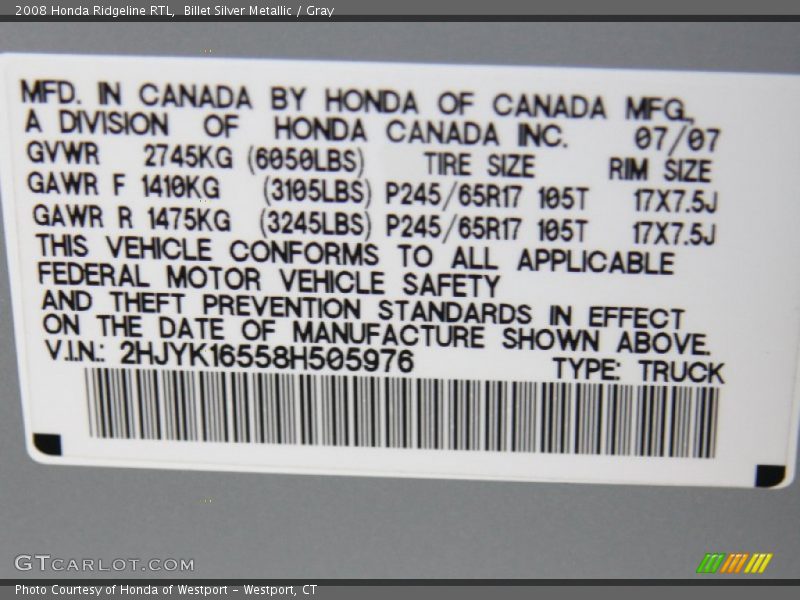 2008 Honda Ridgeline RTL, Billet Silver Metallic / Gray
MFD. IN CANADA BY HONDA OF CANADA MFG.,
A DIVISION OF HONDA CANADA INC. 07/07
GVWR 2745KG (6050LBS) TIRE SIZE RIM SIZE
GAWR F 1410KG (3105LBS) P245/65R17 105T 17X7.5J
GAWR R 1475KG (3245LBS) P245/65R17 105T 17X7.5J
THIS VEHICLE CONFORMS TO ALL APPLICABLE
FEDERAL MOTOR VEHICLE SAFETY
AND THEFT PREVENTION STANDARDS IN EFFECT
ON THE DATE OF MANUFACTURE SHOWN ABOVE.
V.I.N.: 2HJYK16558H505976 TYPE: TRUCK
GTCARLOT.COM
Photo Courtesy of Honda of Westport - Westport, CT